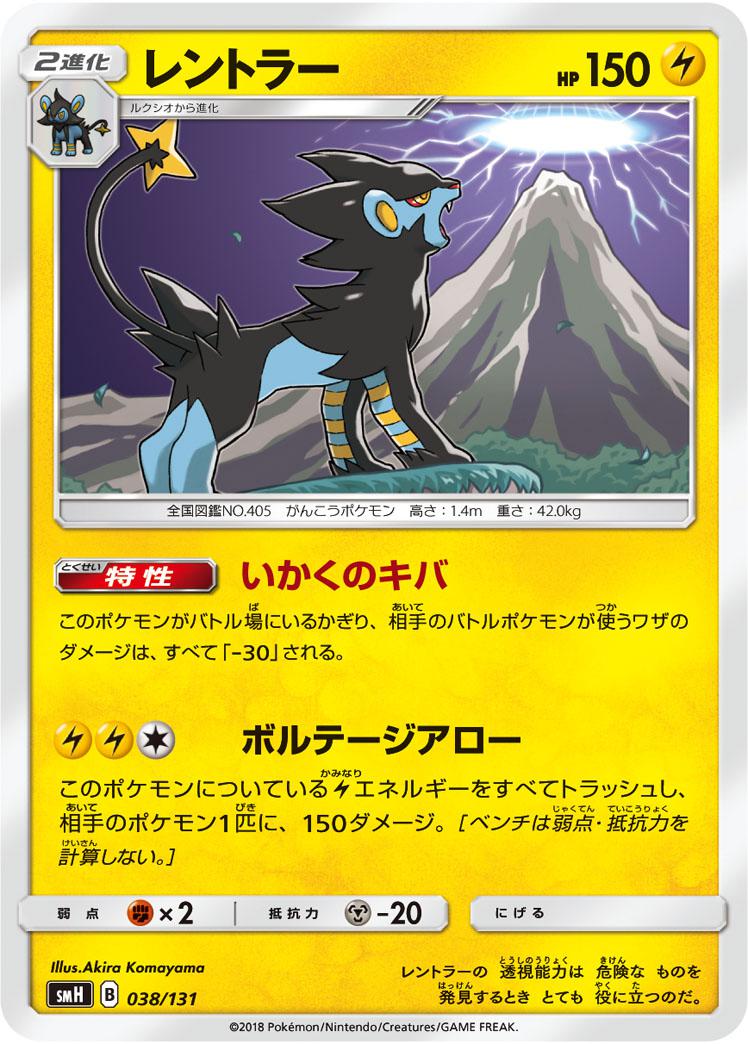 2進化 レントラー HP 150
ルクシオから進化
全国図鑑NO.405 がんこうポケモン 高さ:1.4m 重さ:42.0kg
とくせい
特性 いかくのキバ
このポケモンがバトル場にいるかぎり、相手のバトルポケモンが使うワザの
ダメージは、すべて「-30」される。
ボルテージアロー
このポケモンについているエネルギーをすべてトラッシュし、
相手のポケモン1匹に、150ダメージ。[ベンチは弱点・抵抗力を
計算しない。]
弱点 ×2 抵抗力 -20 にげる
Illus.Akira Komayama
SMH B 038/131
レントラーの 透視能力は 危険な ものを
発見するとき とても 役に立つのだ。
©2018 Pokémon/Nintendo/Creatures/GAME FREAK.